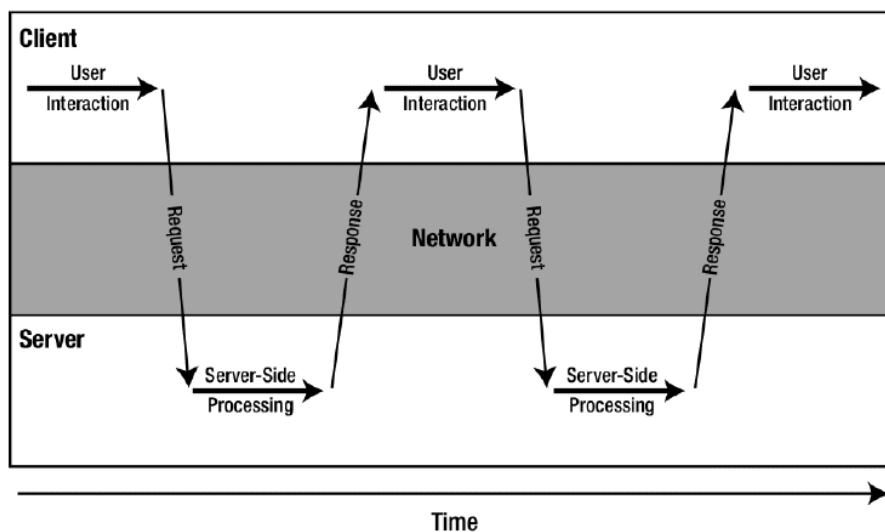 Client
User
Interaction
User
Interaction
User
Interaction
Request
Response
Network
Request
Response
Server
Server-Side
Processing
Server-Side
Processing
Time